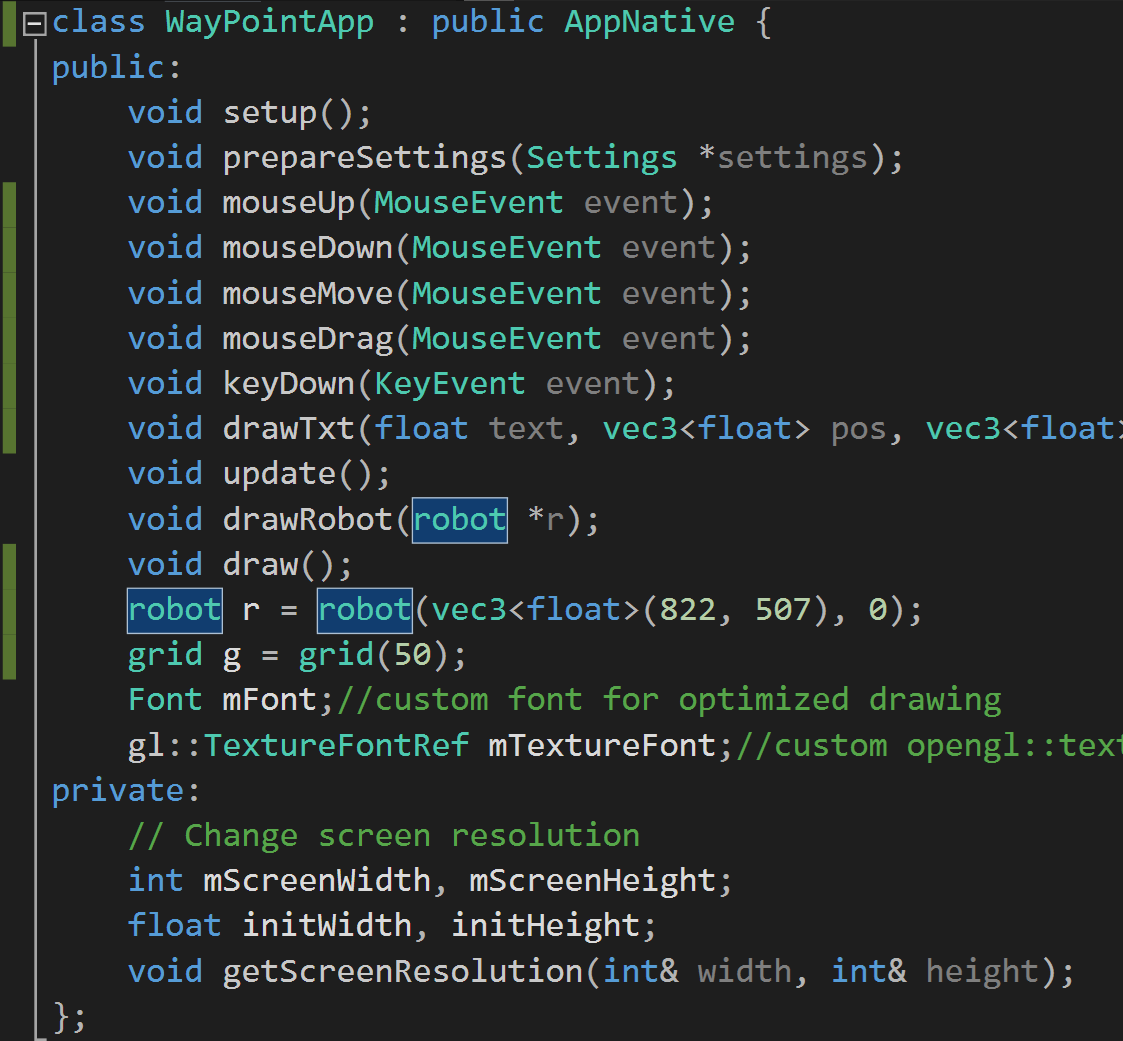 class WayPointApp : public AppNative {
public:
    void setup();
    void prepareSettings(Settings *settings);
    void mouseUp(MouseEvent event);
    void mouseDown(MouseEvent event);
    void mouseMove(MouseEvent event);
    void mouseDrag(MouseEvent event);
    void keyDown(KeyEvent event);
    void drawTxt(float text, vec3<float> pos, vec3<float>
    void update();
    void drawRobot(robot *r);
    void draw();
    robot r = robot(vec3<float>(822, 507), 0);
    grid g = grid(50);
    Font mFont;//custom font for optimized drawing
    gl::TextureFontRef mTextureFont;//custom opengl::text
private:
    // Change screen resolution
    int mScreenWidth, mScreenHeight;
    float initWidth, initHeight;
    void getScreenResolution(int& width, int& height);
};